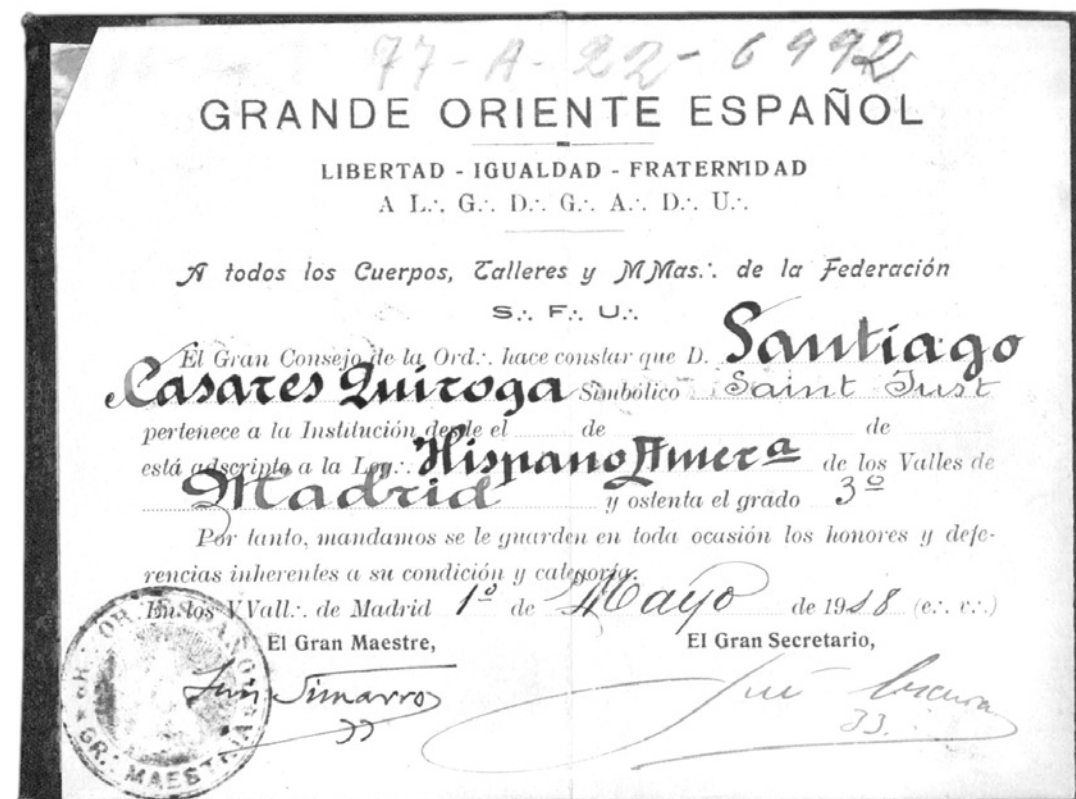 77-A-22-6992
GRANDE ORIENTE ESPAÑOL
LIBERTAD - IGUALDAD - FRATERNIDAD
A L.·. G.·. D.·. G.·. A.·. D.·. U.·.
A todos los Cuerpos, Talleres y MMas.·. de la Federación
S.·. F.·. U.·.
El Gran Consejo de la Ord.·. hace constar que D. Santiago
Casares Quiroga Simbólico Saint Just
pertenece a la Institución desde el de de
está adscripto a la Log.·. Hispano Amerª de los Valles de
Madrid y ostenta el grado 3º
Por tanto, mandamos se le guarden en toda ocasión los honores y defe-
rencias inherentes a su condición y categoría.
En los VVall.·. de Madrid 1º de Mayo de 1918 (e.·. v.·.)
El Gran Maestre, El Gran Secretario,
Luis Simarro José
33 33.
GR. MAESTRÍA